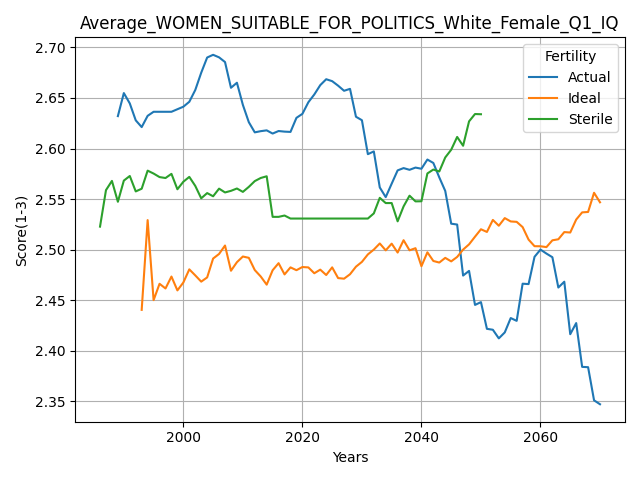 Average_WOMEN_SUITABLE_FOR_POLITICS_White_Female_Q1_IQ
Fertility
Actual
Ideal
Sterile
Score(1-3)
2.70
2.65
2.60
2.55
2.50
2.45
2.40
2.35
2000 2020 2040 2060
Years